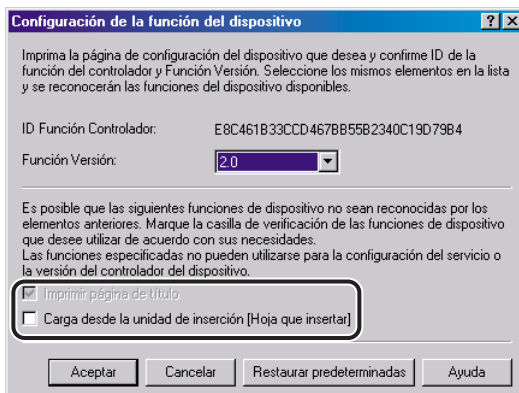 Configuración de la función del dispositivo
Imprima la página de configuración del dispositivo que desea y confirme ID de la
función del controlador y Función Versión. Seleccione los mismos elementos en la lista
y se reconocerán las funciones del dispositivo disponibles.
ID Función Controlador: E8C461B33CCD467BB55B2340C19D79B4
Función Versión: 2.0
Es posible que las siguientes funciones de dispositivo no sean reconocidas por los
elementos anteriores. Marque la casilla de verificación de las funciones de dispositivo
que desee utilizar de acuerdo con sus necesidades.
Las funciones especificadas no pueden utilizarse para la configuración del servicio o
la versión del controlador del dispositivo.
Imprimir página de título
Carga desde la unidad de inserción [Hoja que insertar]
Aceptar Cancelar Restaurar predeterminadas Ayuda